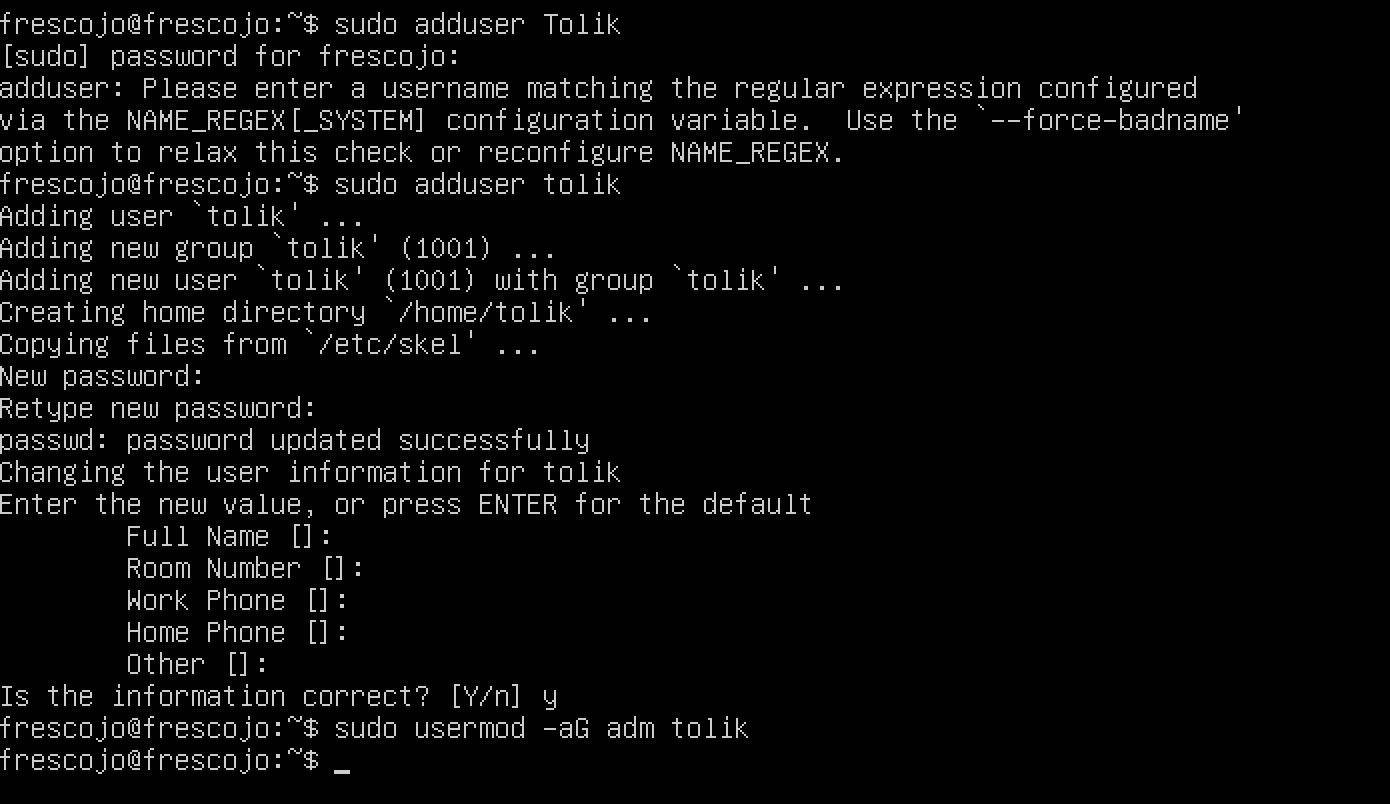 frescojo@frescojo:~$ sudo adduser Tolik
[sudo] password for frescojo:
adduser: Please enter a username matching the regular expression configured
via the NAME_REGEX[_SYSTEM] configuration variable.  Use the `--force-badname'
option to relax this check or reconfigure NAME_REGEX.
frescojo@frescojo:~$ sudo adduser tolik
Adding user `tolik' ...
Adding new group `tolik' (1001) ...
Adding new user `tolik' (1001) with group `tolik' ...
Creating home directory `/home/tolik' ...
Copying files from `/etc/skel' ...
New password:
Retype new password:
passwd: password updated successfully
Changing the user information for tolik
Enter the new value, or press ENTER for the default
        Full Name []:
        Room Number []:
        Work Phone []:
        Home Phone []:
        Other []:
Is the information correct? [Y/n] y
frescojo@frescojo:~$ sudo usermod -aG adm tolik
frescojo@frescojo:~$ _